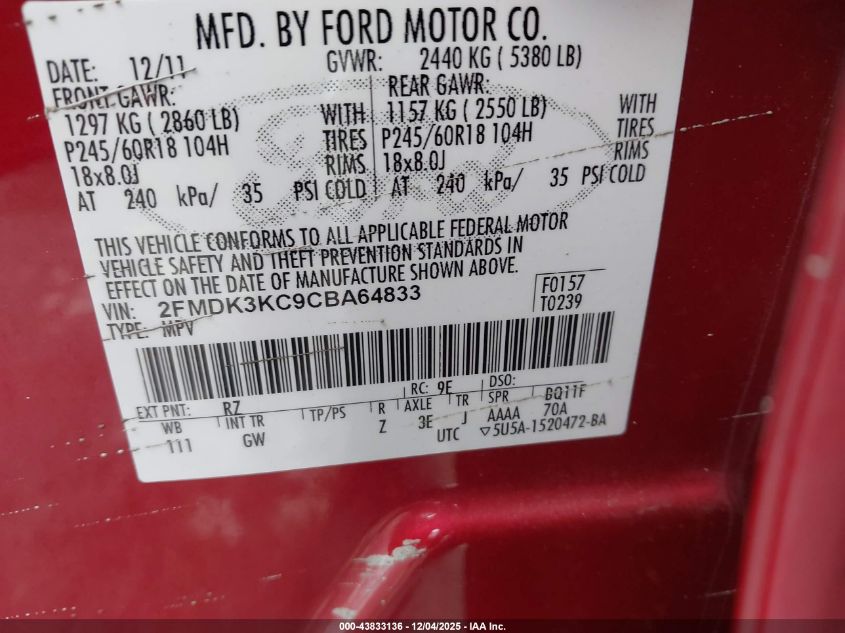 MFD. BY FORD MOTOR CO.
DATE: 12/11 GVWR: 2440 KG ( 5380 LB)
FRONT GAWR: REAR GAWR:
1297 KG ( 2860 LB) WITH 1157 KG ( 2550 LB) WITH
P245/60R18 104H TIRES P245/60R18 104H TIRES
18x8.0J RIMS 18x8.0J RIMS
AT 240 kPa/ 35 PSI COLD AT 240 kPa/ 35 PSI COLD
THIS VEHICLE CONFORMS TO ALL APPLICABLE FEDERAL MOTOR
VEHICLE SAFETY AND THEFT PREVENTION STANDARDS IN
EFFECT ON THE DATE OF MANUFACTURE SHOWN ABOVE.
VIN: 2FMDK3KC9CBA64833 F0157
TYPE: MPV T0239
EXT PNT: RZ RC: 9F DSO:
WB INT TR TP/PS R AXLE TR SPR BQ11F
111 GW Z 3E J AAAA 70A
UTC ▽5U5A-1520472-BA
000-43833136 - 12/04/2025 - IAA Inc.